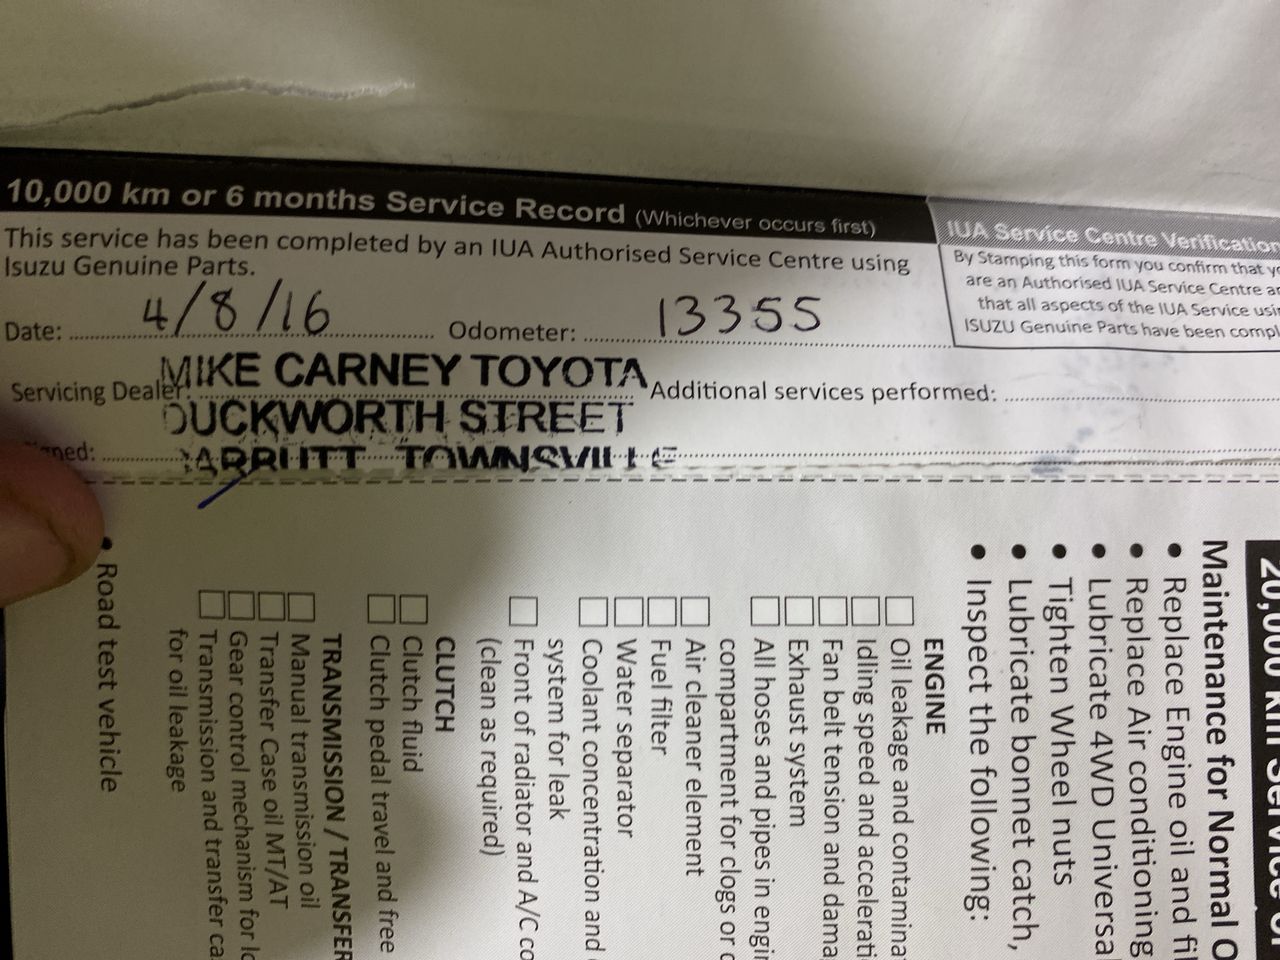 10,000 km or 6 months Service Record (Whichever occurs first)
This service has been completed by an IUA Authorised Service Centre using
Isuzu Genuine Parts.
Date: 4/8/16 Odometer: 13355
Servicing Dealer: MIKE CARNEY TOYOTA Additional services performed:
DUCKWORTH STREET
GARBUTT TOWNSVILLE
IUA Service Centre Verification
By Stamping this form you confirm that
are an Authorised IUA Service Centre
that all aspects of the IUA Service
ISUZU Genuine Parts have been
20,000 km Service
Maintenance for Normal
• Replace Engine oil and
• Replace Air conditioning
• Lubricate 4WD
• Tighten Wheel nuts
• Lubricate bonnet catch,
• Inspect the following:
ENGINE
Oil leakage and
Idling speed and
Fan belt tension and
Exhaust system
All hoses and pipes in
compartment for clogs or
Air cleaner element
Fuel filter
Water separator
Coolant concentration and
system for leak
Front of radiator and A/C
(clean as required)
CLUTCH
Clutch fluid
Clutch pedal travel and free
TRANSMISSION / TRANSFER
Manual transmission oil
Transfer Case oil MT/AT
Gear control mechanism for
Transmission and transfer
for oil leakage
• Road test vehicle